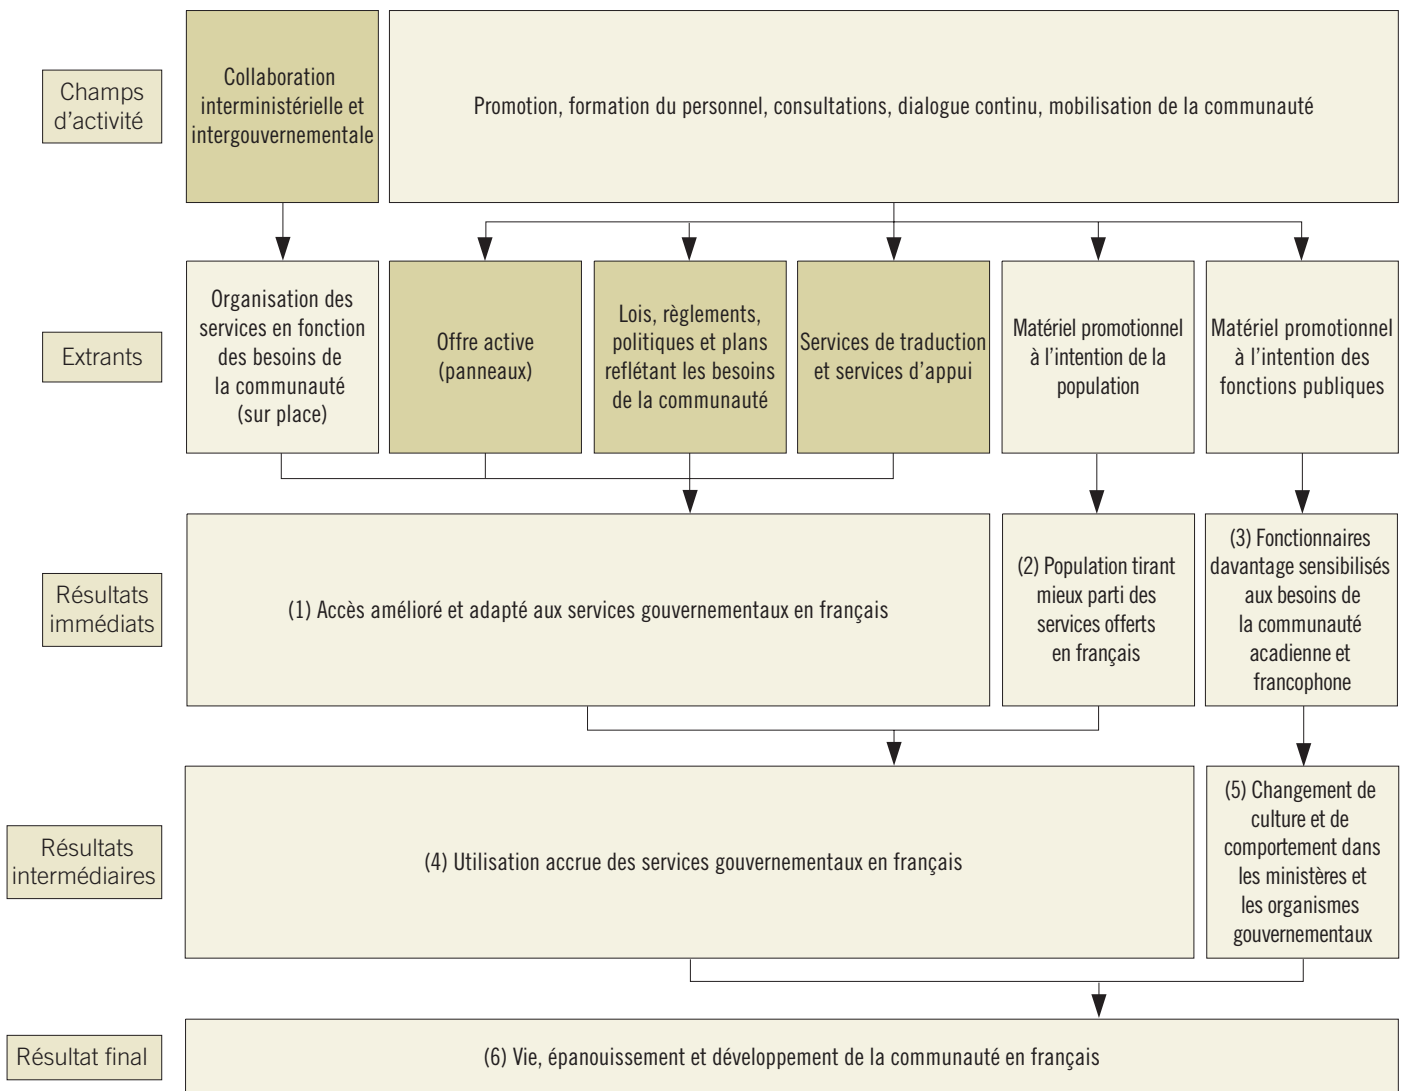 Champs
d'activité
Collaboration
interministérielle et
intergouvernementale
Promotion, formation du personnel, consultations, dialogue continu, mobilisation de la communauté
Extrants
Organisation des
services en fonction
des besoins de
la communauté
(sur place)
Offre active
(panneaux)
Lois, règlements,
politiques et plans
reflétant les besoins
de la communauté
Services de traduction
et services d'appui
Matériel promotionnel
à l'intention de la
population
Matériel promotionnel
à l'intention des
fonctions publiques
Résultats
immédiats
(1) Accès amélioré et adapté aux services gouvernementaux en français
(2) Population tirant
mieux parti des
services offerts
en français
(3) Fonctionnaires
davantage sensibilisés
aux besoins de
la communauté
acadienne et
francophone
Résultats
intermédiaires
(4) Utilisation accrue des services gouvernementaux en français
(5) Changement de
culture et de
comportement dans
les ministères et
les organismes
gouvernementaux
Résultat final
(6) Vie, épanouissement et développement de la communauté en français